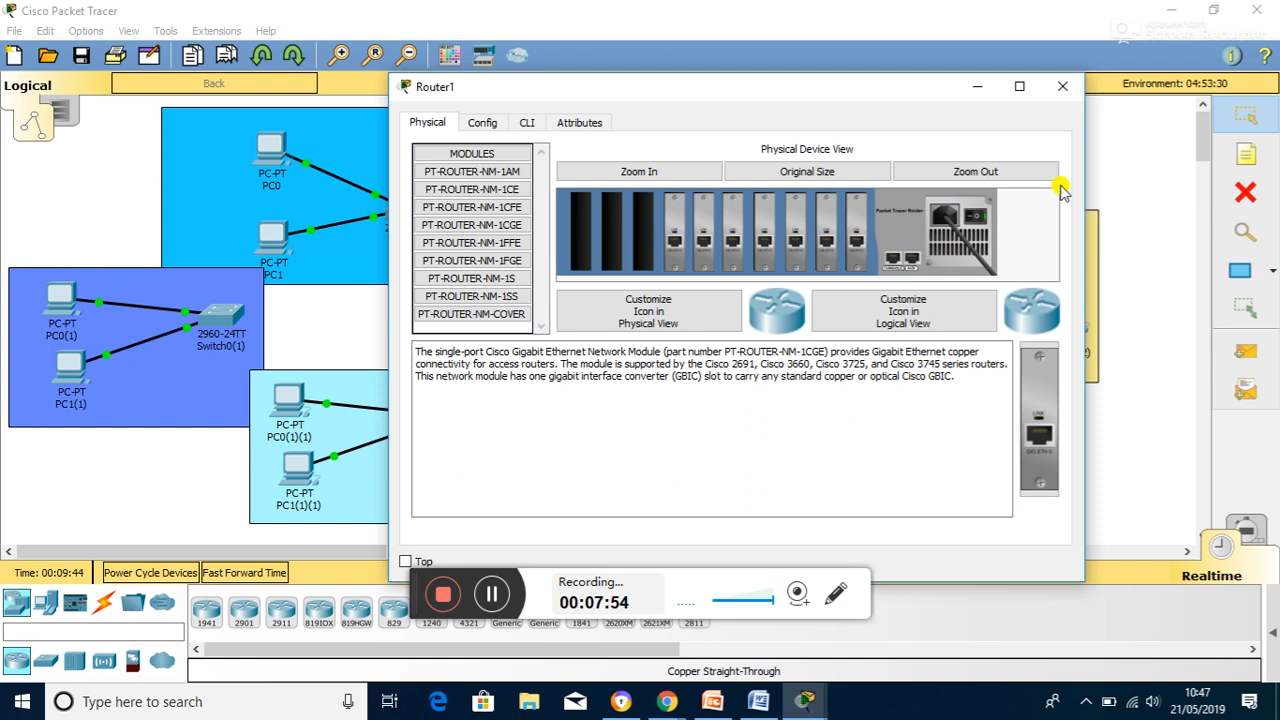 Cisco Packet Tracer
File Edit Options View Tools Extensions Help
Screen Recorder
Logical
Back
Environment: 04:53:30
Router1
Physical Config CLI Attributes
MODULES
PT-ROUTER-NM-1AM
PT-ROUTER-NM-1CE
PT-ROUTER-NM-1CFE
PT-ROUTER-NM-1CGE
PT-ROUTER-NM-1FFE
PT-ROUTER-NM-1FGE
PT-ROUTER-NM-1S
PT-ROUTER-NM-1SS
PT-ROUTER-NM-COVER
Physical Device View
Zoom In Original Size Zoom Out
Packet Tracer Router
Customize
Icon in
Physical View
Customize
Icon in
Logical View
The single-port Cisco Gigabit Ethernet Network Module (part number PT-ROUTER-NM-1CGE) provides Gigabit Ethernet copper
connectivity for access routers. The module is supported by the Cisco 2691, Cisco 3660, Cisco 3725, and Cisco 3745 series routers.
This network module has one gigabit interface converter (GBIC) slot to carry any standard copper or optical Cisco GBIC.
LINK
Top
PC-PT
PC0
PC-PT
PC1
PC-PT
PC0(1)
2960-24TT
Switch0(1)
PC-PT
PC1(1)
PC-PT
PC0(1)(1)
PC-PT
PC1(1)(1)
Time: 00:09:44 Power Cycle Devices Fast Forward Time
Realtime
Recording...
00:07:54
1941 2901 2911 819IOX 819HGW 829 1240 4321 Generic Generic 1841 2620XM 2621XM 2811
Copper Straight-Through
Type here to search
10:47
21/05/2019